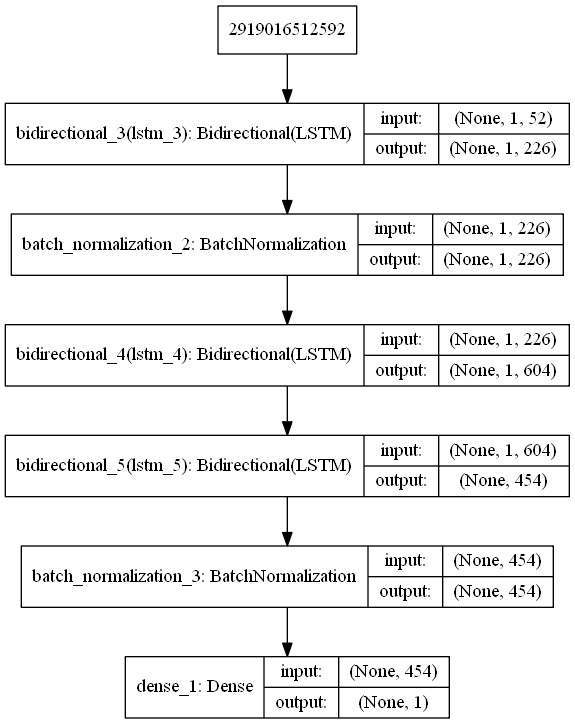 2919016512592
bidirectional_3(lstm_3): Bidirectional(LSTM)
input: (None, 1, 52)
output: (None, 1, 226)
batch_normalization_2: BatchNormalization
input: (None, 1, 226)
output: (None, 1, 226)
bidirectional_4(lstm_4): Bidirectional(LSTM)
input: (None, 1, 226)
output: (None, 1, 604)
bidirectional_5(lstm_5): Bidirectional(LSTM)
input: (None, 1, 604)
output: (None, 454)
batch_normalization_3: BatchNormalization
input: (None, 454)
output: (None, 454)
dense_1: Dense
input: (None, 454)
output: (None, 1)